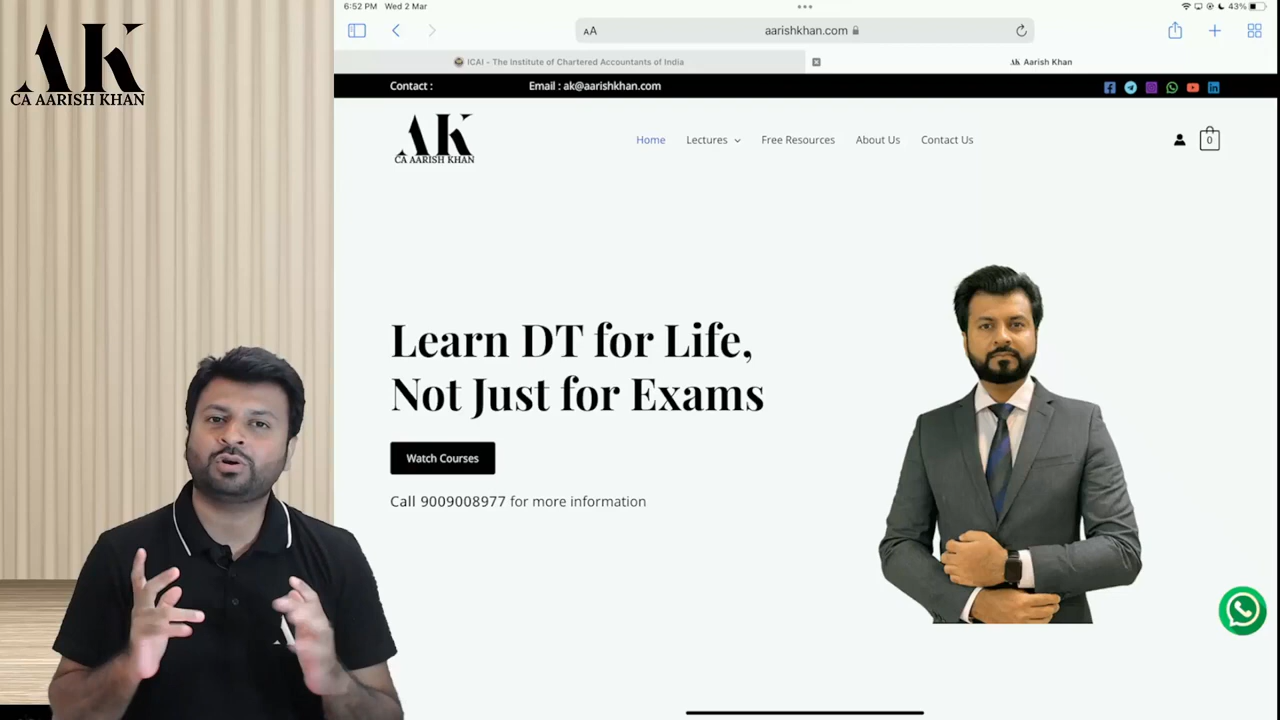 AK
CA AARISH KHAN
6:52 PM Wed 2 Mar
43%
AA
aarishkhan.com
ICAI - The Institute of Chartered Accountants of India
AK Aarish Khan
Contact :
Email : ak@aarishkhan.com
AK
CA AARISH KHAN
Home
Lectures
Free Resources
About Us
Contact Us
0
Learn DT for Life,
Not Just for Exams
Watch Courses
Call 9009008977 for more information